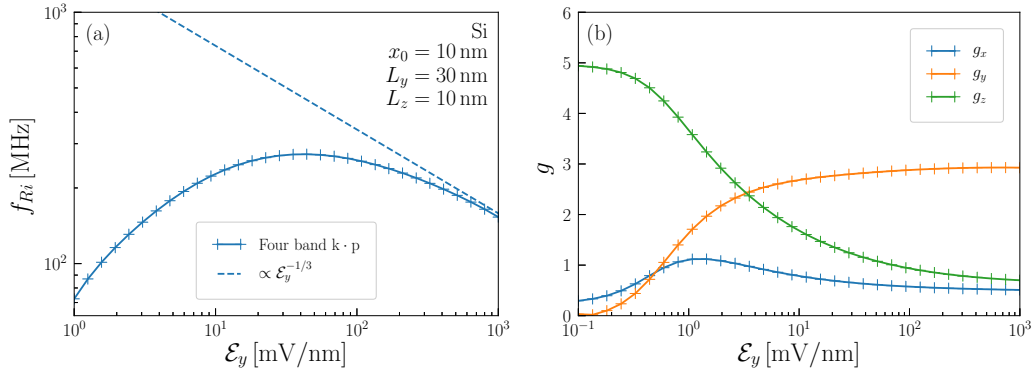 (a)
Si
x₀ = 10 nm
L_y = 30 nm
L_z = 10 nm
Four band k · p
∝ ℰ_y^{-1/3}
f_{Ri} [MHz]
10³
10²
10⁰ 10¹ 10² 10³
ℰ_y [mV/nm]
(b)
g_x
g_y
g_z
g
6
5
4
3
2
1
0
10⁻¹ 10⁰ 10¹ 10² 10³
ℰ_y [mV/nm]